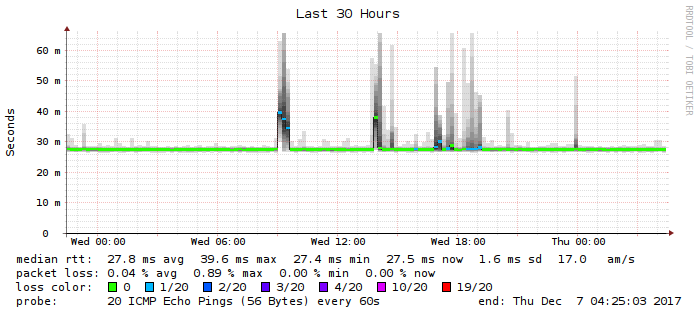 Last 30 Hours
RRDTOOL / TOBI OETIKER
Seconds
60 m
50 m
40 m
30 m
20 m
10 m
0
Wed 00:00 Wed 06:00 Wed 12:00 Wed 18:00 Thu 00:00
median rtt: 27.8 ms avg 39.6 ms max 27.4 ms min 27.5 ms now 1.6 ms sd 17.0 am/s
packet loss: 0.04 % avg 0.89 % max 0.00 % min 0.00 % now
loss color: 0 1/20 2/20 3/20 4/20 10/20 19/20
probe: 20 ICMP Echo Pings (56 Bytes) every 60s end: Thu Dec 7 04:25:03 2017